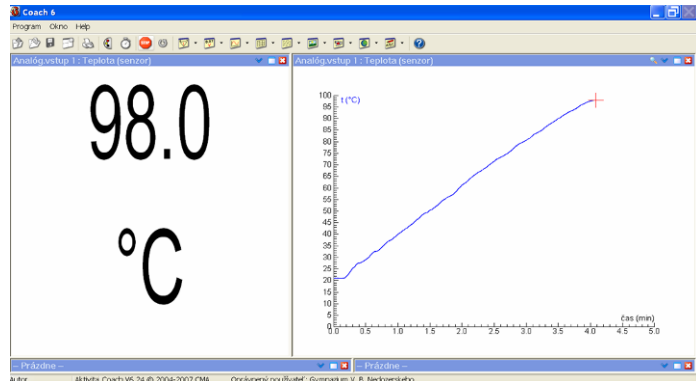 Coach 6
Program Okno Help
Analóg.vstup 1 : Teplota (senzor)
98.0
°C
Analóg.vstup 1 : Teplota (senzor)
t (°C)
100
95
90
85
80
75
70
65
60
55
50
45
40
35
30
25
20
15
10
5
0
0.0 0.5 1.0 1.5 2.0 2.5 3.0 3.5 4.0 4.5 5.0
čas (min)
-- Prázdne --
-- Prázdne --
Autor Aktivita Coach V6.24 © 2004-2007 CMA Oprávnený používateľ: Gymnázium V. B. Nedožerského